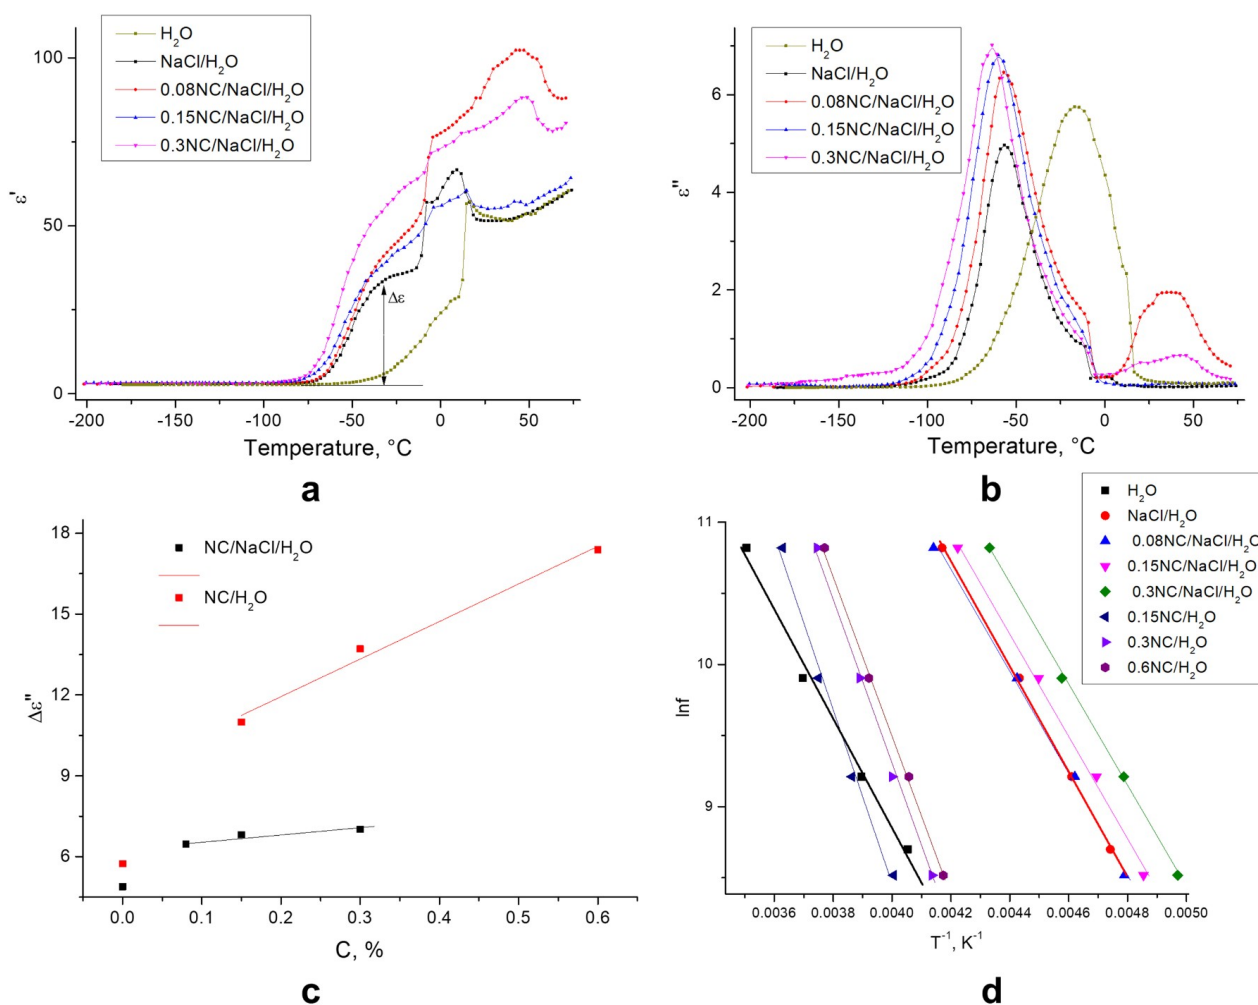 H2O
NaCl/H2O
0.08NC/NaCl/H2O
0.15NC/NaCl/H2O
0.3NC/NaCl/H2O
100
50
0
ε'
Δε
-200
-150
-100
-50
0
50
Temperature, °C
a
H2O
NaCl/H2O
0.08NC/NaCl/H2O
0.15NC/NaCl/H2O
0.3NC/NaCl/H2O
6
4
2
0
ε"
-200
-150
-100
-50
0
50
Temperature, °C
b
NC/NaCl/H2O
NC/H2O
18
15
12
9
6
Δε"
0.0
0.1
0.2
0.3
0.4
0.5
0.6
C, %
c
H2O
NaCl/H2O
0.08NC/NaCl/H2O
0.15NC/NaCl/H2O
0.3NC/NaCl/H2O
0.15NC/H2O
0.3NC/H2O
0.6NC/H2O
11
10
9
lnf
0.0036
0.0038
0.0040
0.0042
0.0044
0.0046
0.0048
0.0050
T-1, K-1
d